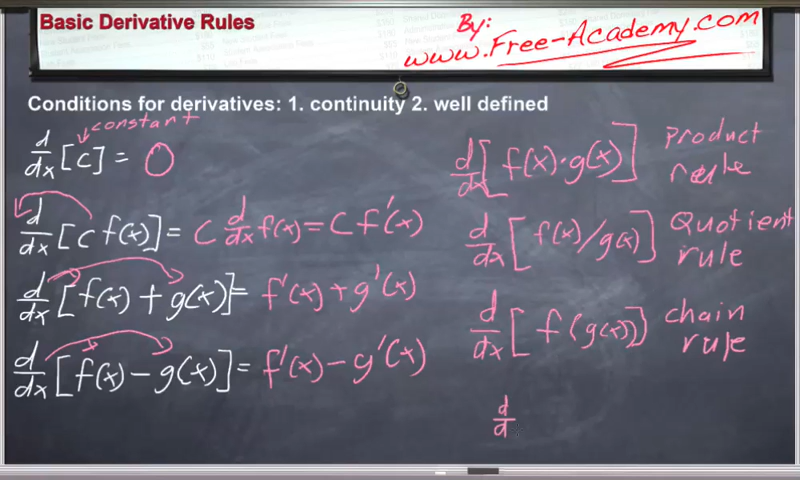 Basic Derivative Rules
By:
www.Free-Academy.com
Conditions for derivatives: 1. continuity 2. well defined
constant
d/dx [c] = 0
d/dx [c f(x)] = C d/dx f(x) = C f'(x)
d/dx [f(x) + g(x)] = f'(x) + g'(x)
d/dx [f(x) - g(x)] = f'(x) - g'(x)
d/dx [f(x) · g(x)] product rule
d/dx [f(x)/g(x)] Quotient rule
d/dx [f(g(x))] chain rule
d/d